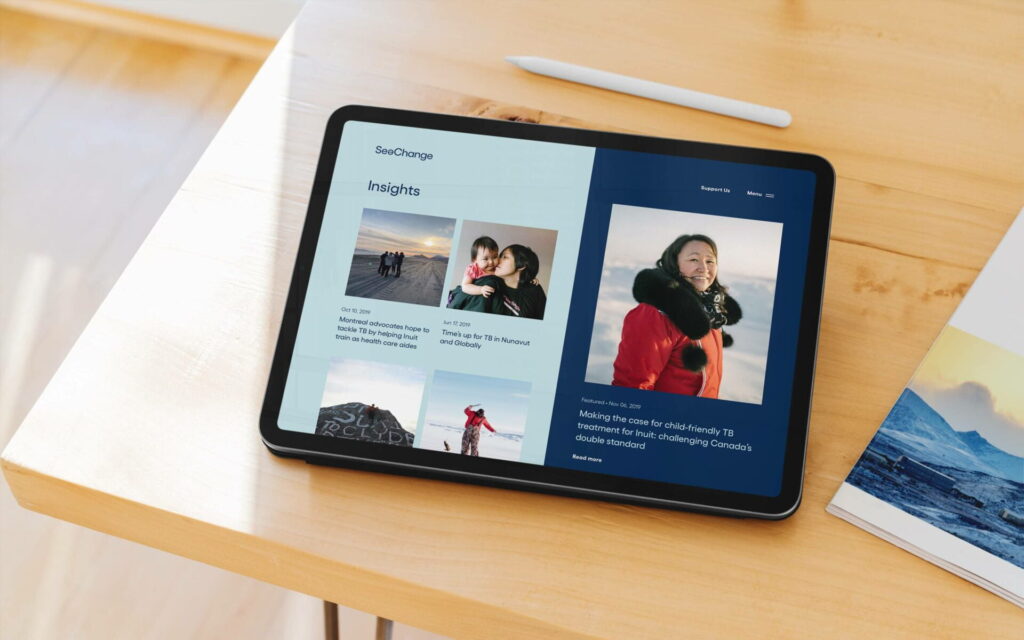 SeeChange
Insights
Oct 10, 2019
Montreal advocates hope to
tackle TB by helping Inuit
train as health care aides
Jun 17, 2019
Time's up for TB in Nunavut
and Globally
Support Us
Menu
Featured • Nov 06, 2019
Making the case for child-friendly TB
treatment for Inuit: challenging Canada's
double standard
Read more